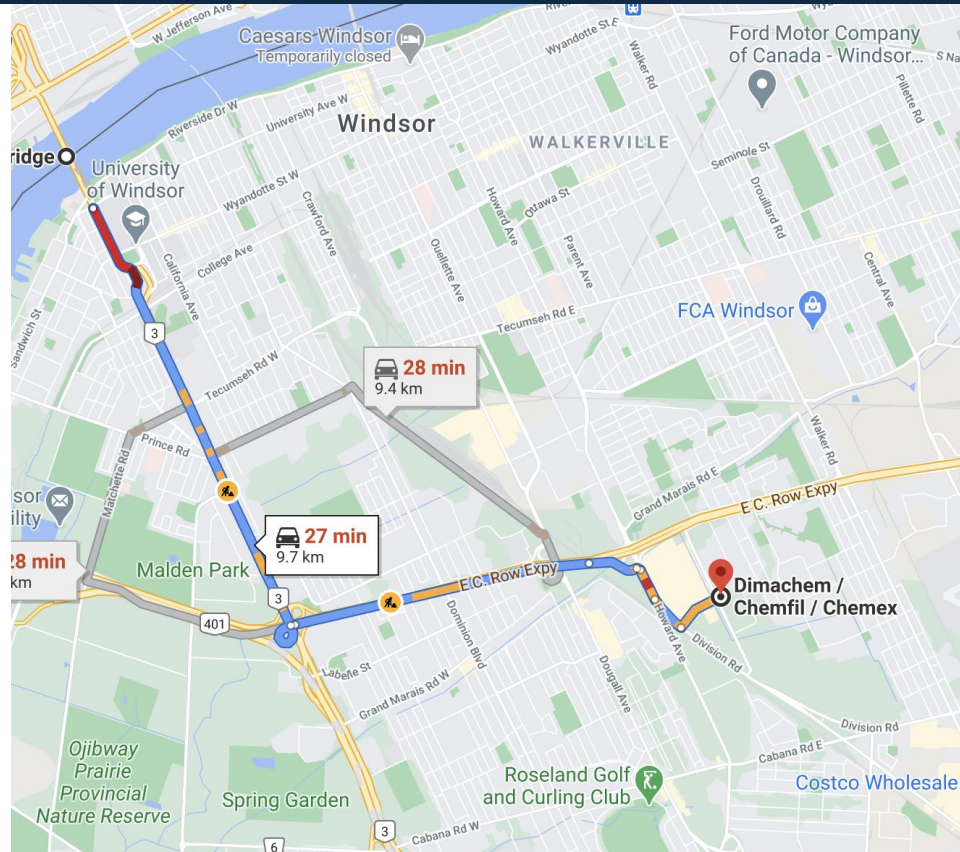 W Jefferson Ave
Caesars Windsor
Temporarily closed
Wyandotte St E
Walker Rd
Ford Motor Company
of Canada - Windsor...
S Na
Pillette Rd
Riverside Dr W
University Ave W
Windsor
WALKERVILLE
Seminole St
ridge
University
of Windsor
Wyandotte St W
Crawford Ave
Howard Ave
Ottawa St
Drouillard Rd
College Ave
California Ave
Ouellette Ave
Parent Ave
Central Ave
Sandwich St
FCA Windsor
Tecumseh Rd E
3
Tecumseh Rd W
28 min
9.4 km
Prince Rd
Matchette Rd
Walker Rd
Grand Marais Rd E
E.C. Row Expy
sor
ility
27 min
9.7 km
28 min
km
Malden Park
E.C. Row Expy
3
401
Dimachem /
Chemfil / Chemex
Dominion Blvd
Howard Ave
Division Rd
Labelle St
Grand Marais Rd W
Dougall Ave
Division Rd
Cabana Rd E
Ojibway
Prairie
Provincial
Nature Reserve
Spring Garden
Roseland Golf
and Curling Club
Costco Wholesale
3
Cabana Rd W
6